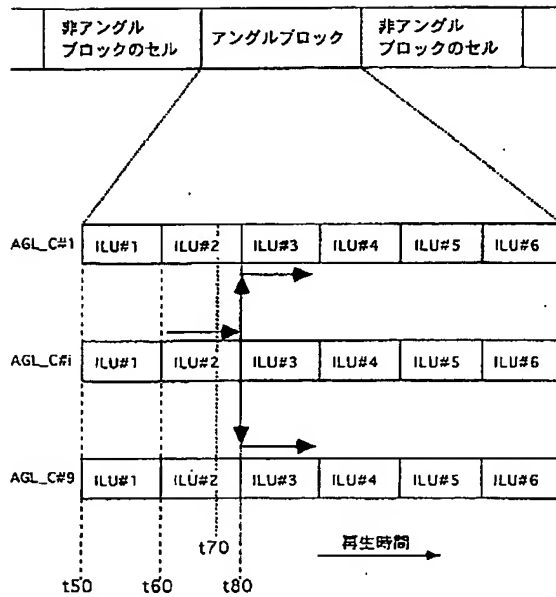 非アングル
ブロックのセル
アングルブロック
非アングル
ブロックのセル
AGL_C#1 ILU#1 ILU#2 ILU#3 ILU#4 ILU#5 ILU#6
AGL_C#i ILU#1 ILU#2 ILU#3 ILU#4 ILU#5 ILU#6
AGL_C#9 ILU#1 ILU#2 ILU#3 ILU#4 ILU#5 ILU#6
t70
再生時間
t50 t60 t80